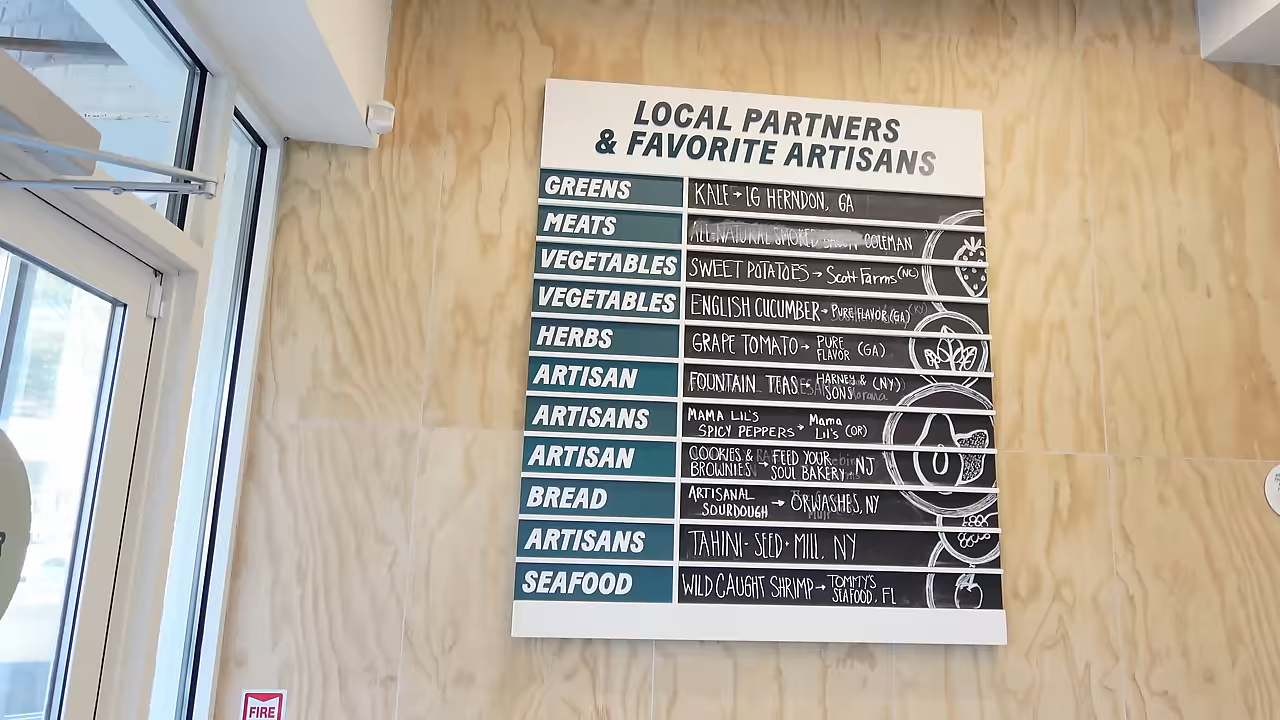 LOCAL PARTNERS
& FAVORITE ARTISANS
GREENS
KALE → LG HERNDON, GA
MEATS
ALL-NATURAL SMOKED COLEMAN
VEGETABLES
SWEET POTATOES → Scott Farms (NC)
VEGETABLES
ENGLISH CUCUMBER → PURE FLAVOR (GA)
HERBS
GRAPE TOMATO → PURE FLAVOR (GA)
ARTISAN
FOUNTAIN TEAS → HARNEY & SONS (NY)
ARTISANS
MAMA LIL'S
SPICY PEPPERS → Mama Lil's (OR)
ARTISAN
COOKIES & BROWNIES → FEED YOUR SOUL BAKERY, NJ
BREAD
ARTISANAL SOURDOUGH → ORWASHES, NY
ARTISANS
TAHINI - SEED + MILL, NY
SEAFOOD
WILD CAUGHT SHRIMP → TOMMY'S SEAFOOD, FL
FIRE